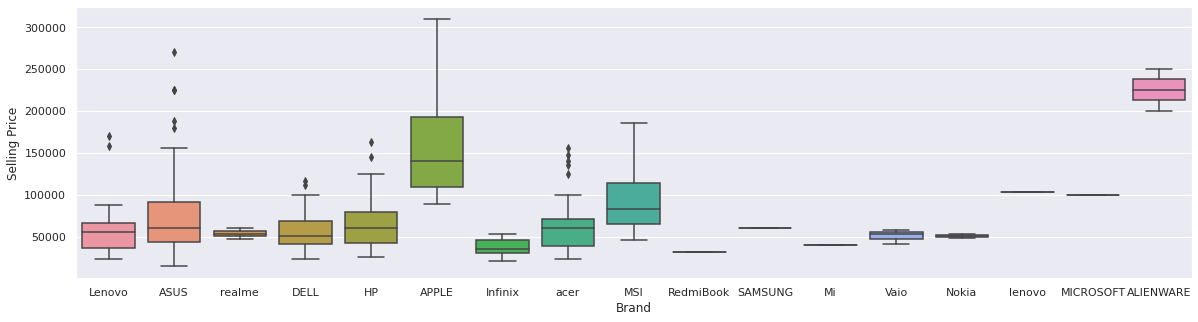 300000
250000
200000
150000
100000
50000
Selling Price
Lenovo ASUS realme DELL HP APPLE Infinix acer MSI RedmiBook SAMSUNG Mi Vaio Nokia lenovo MICROSOFT ALIENWARE
Brand